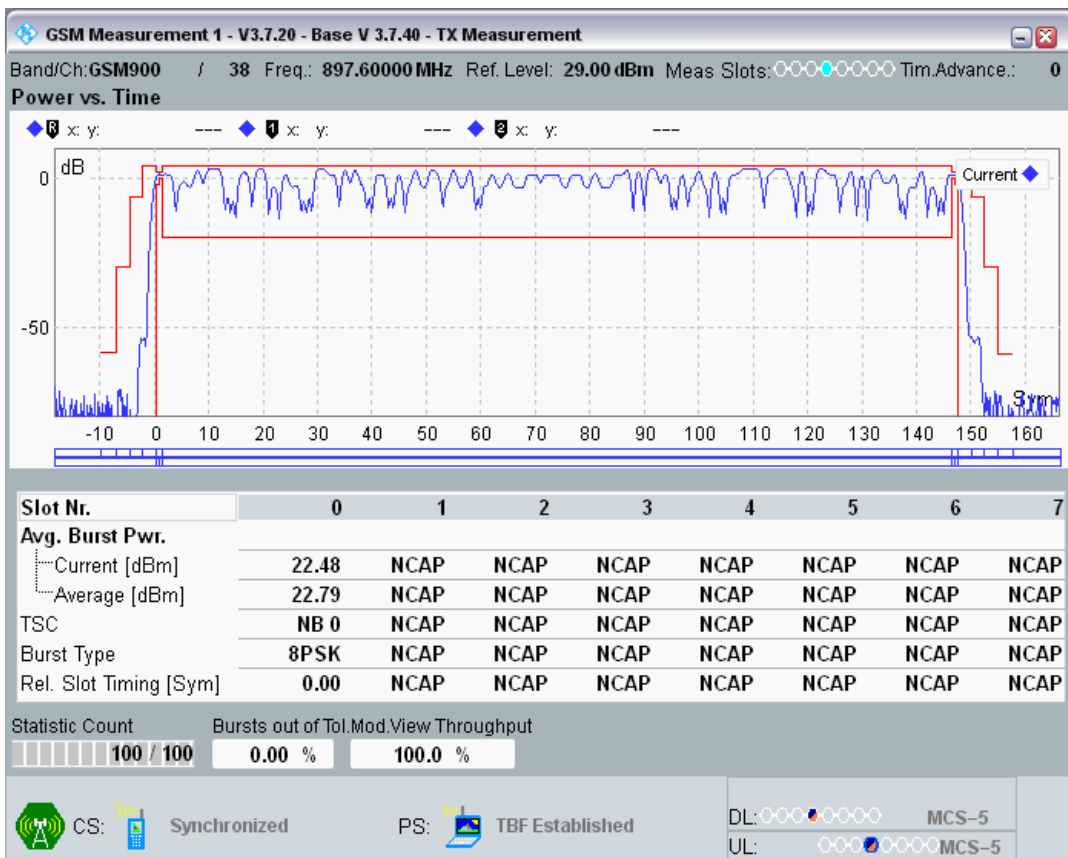 GSM Measurement 1 - V3.7.20 - Base V 3.7.40 - TX Measurement
Band/Ch:GSM900 / 38 Freq.: 897.60000 MHz Ref. Level: 29.00 dBm Meas Slots: Tim.Advance.: 0
Power vs. Time
R x: y: --- 1 x: y: --- 2 x: y: ---
dB
Current
0
-50
Sym
-10 0 10 20 30 40 50 60 70 80 90 100 110 120 130 140 150 160
Slot Nr. 0 1 2 3 4 5 6 7
Avg. Burst Pwr.
Current [dBm] 22.48 NCAP NCAP NCAP NCAP NCAP NCAP NCAP
Average [dBm] 22.79 NCAP NCAP NCAP NCAP NCAP NCAP NCAP
TSC NB 0 NCAP NCAP NCAP NCAP NCAP NCAP NCAP
Burst Type 8PSK NCAP NCAP NCAP NCAP NCAP NCAP NCAP
Rel. Slot Timing [Sym] 0.00 NCAP NCAP NCAP NCAP NCAP NCAP NCAP
Statistic Count Bursts out of Tol.Mod.View Throughput
100 / 100 0.00 % 100.0 %
CS: Synchronized PS: TBF Established
DL: MCS-5
UL: MCS-5